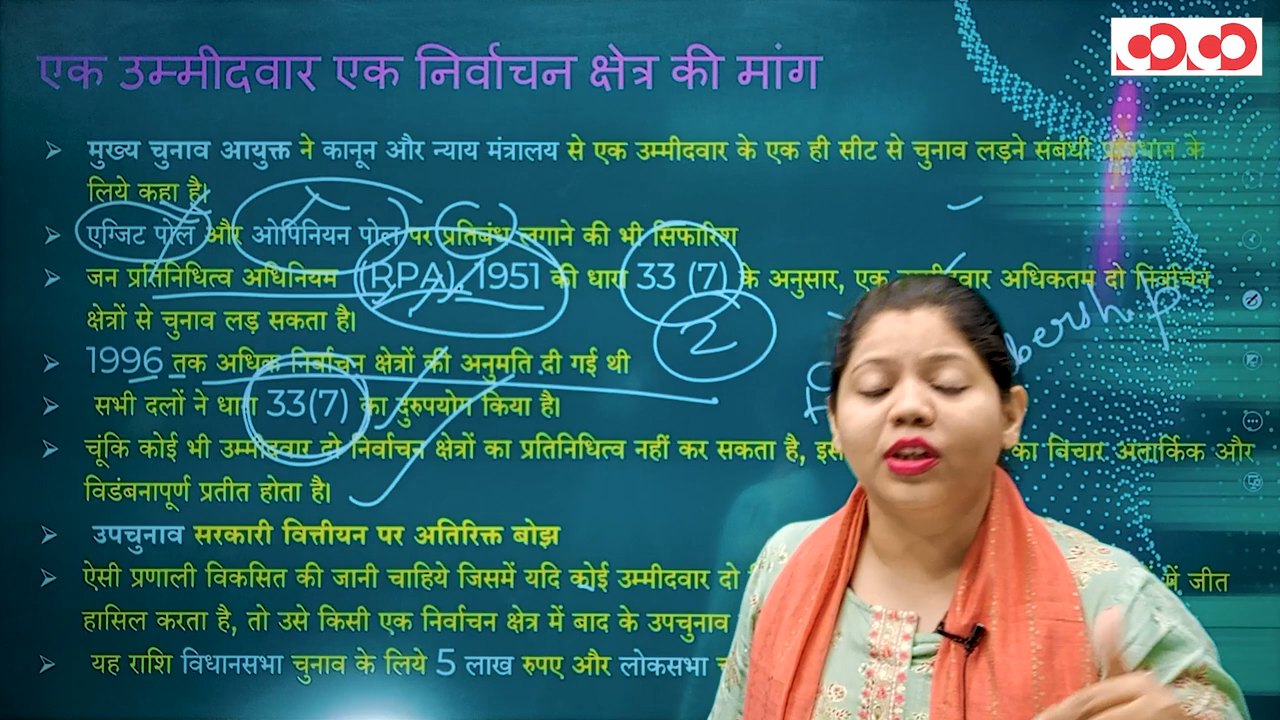 एक उम्मीदवार एक निर्वाचन क्षेत्र की मांग
मुख्य चुनाव आयुक्त ने कानून और न्याय मंत्रालय से एक उम्मीदवार के एक ही सीट से चुनाव लड़ने संबंधी के
लिये कहा है।
एग्जिट पोल और ओपिनियन पोल पर प्रतिबंध लगाने की भी सिफारिश
जन प्रतिनिधित्व अधिनियम (RPA), 1951 की धारा 33 (7) के अनुसार, एक अधिकतम दो निर्वाचन
क्षेत्रों से चुनाव लड़ सकता है।
2
1996 तक अधिक निर्वाचन क्षेत्रों की अनुमति दी गई थी
सभी दलों ने धारा 33(7) का दुरुपयोग किया है।
चूंकि कोई भी उम्मीदवार दो निर्वाचन क्षेत्रों का प्रतिनिधित्व नहीं कर सकता है, का विचार अतार्किक और
विडंबनापूर्ण प्रतीत होता है।
उपचुनाव सरकारी वित्तीयन पर अतिरिक्त बोझ
ऐसी प्रणाली विकसित की जानी चाहिये जिसमें यदि कोई उम्मीदवार दो में जीत
हासिल करता है, तो उसे किसी एक निर्वाचन क्षेत्र में बाद के उपचुनाव
यह राशि विधानसभा चुनाव के लिये 5 लाख रुपए और लोकसभा